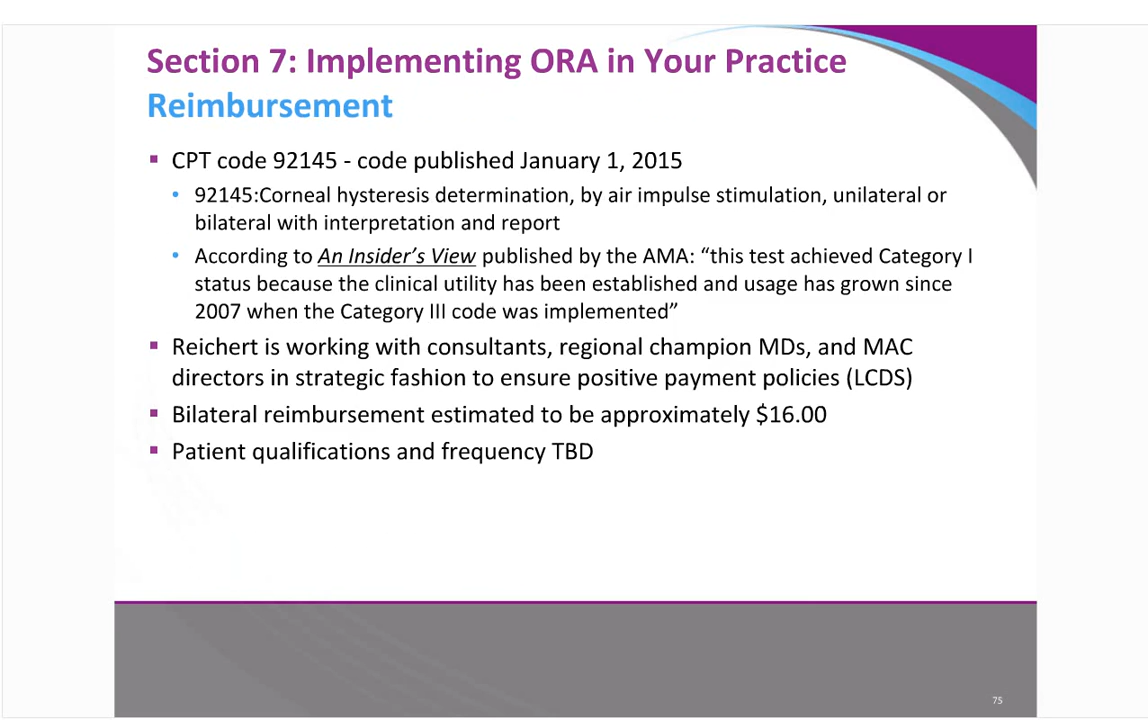 Section 7: Implementing ORA in Your Practice
Reimbursement
▪ CPT code 92145 - code published January 1, 2015
• 92145:Corneal hysteresis determination, by air impulse stimulation, unilateral or
bilateral with interpretation and report
• According to An Insider’s View published by the AMA: “this test achieved Category I
status because the clinical utility has been established and usage has grown since
2007 when the Category III code was implemented”
▪ Reichert is working with consultants, regional champion MDs, and MAC
directors in strategic fashion to ensure positive payment policies (LCDS)
▪ Bilateral reimbursement estimated to be approximately $16.00
▪ Patient qualifications and frequency TBD
75